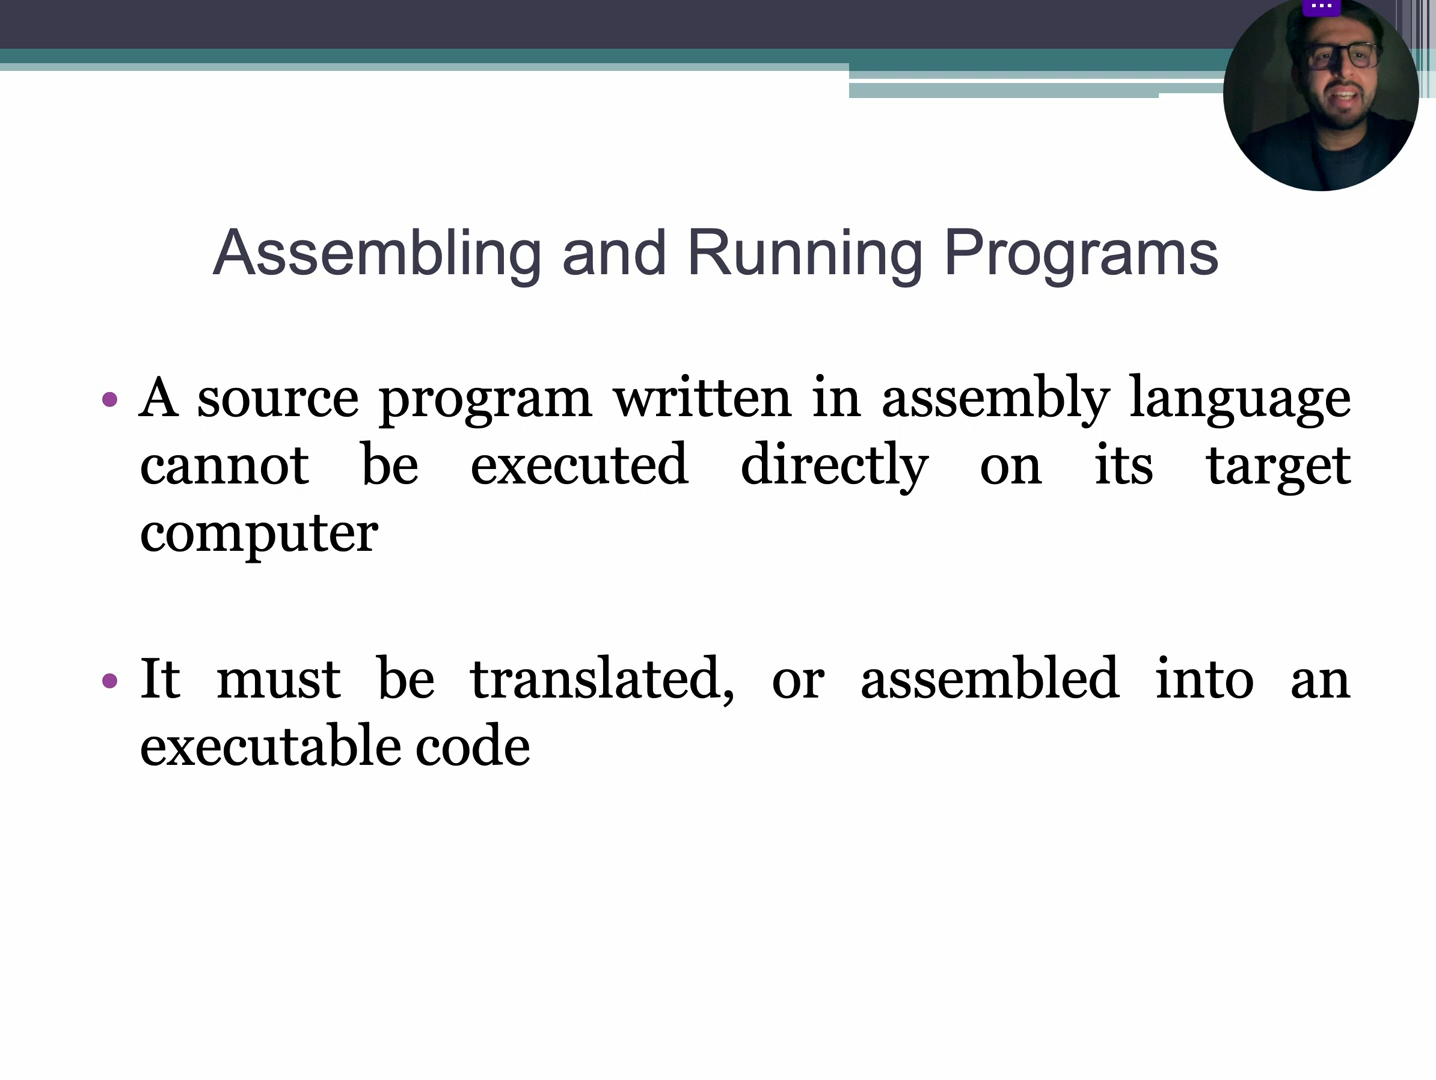 Assembling and Running Programs
• A source program written in assembly language
cannot be executed directly on its target
computer
• It must be translated, or assembled into an
executable code